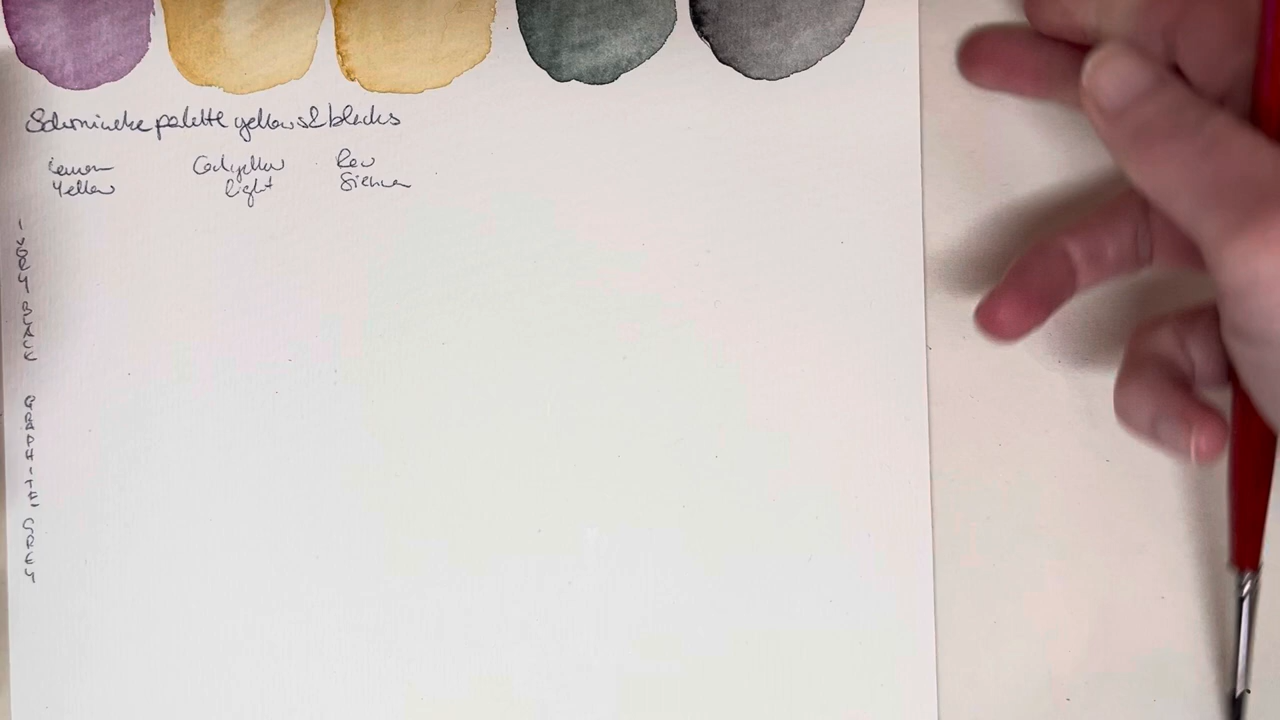 Schmincke palette yellows & blacks
Lemon Yellow
Cad yellow light
Raw Sienna
IVORY BLACK
GRAPHITE GREY